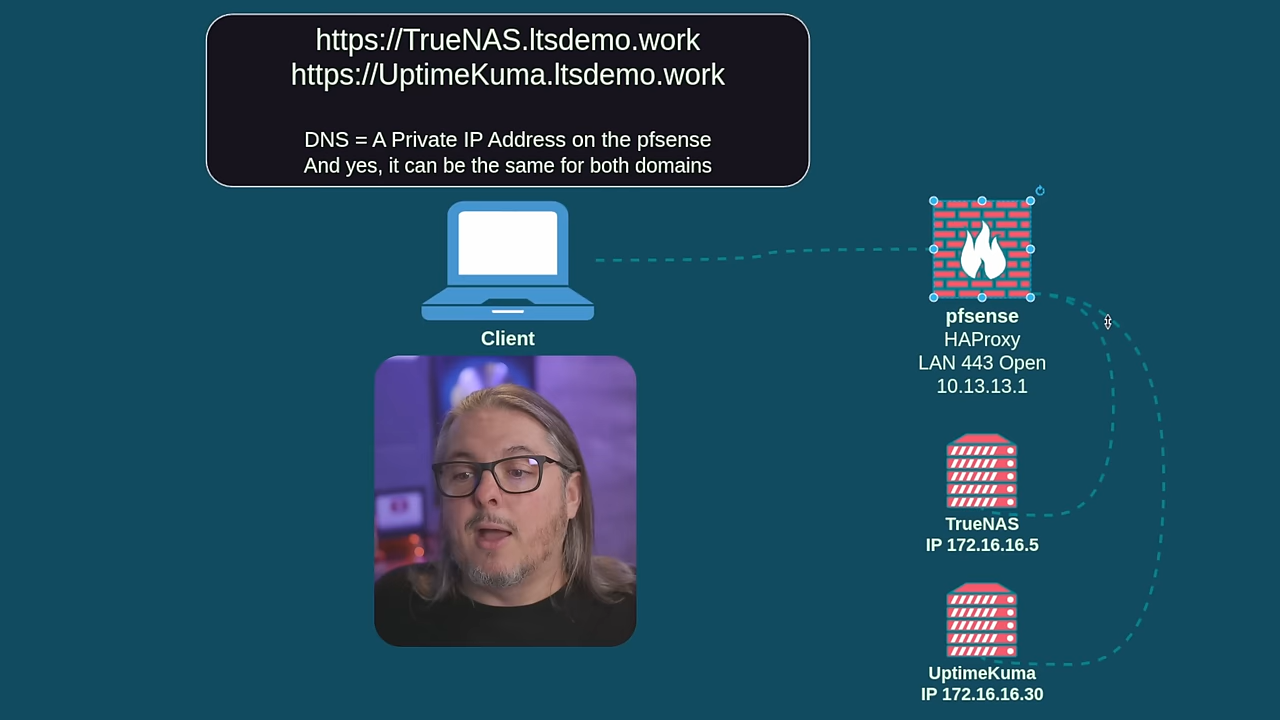 https://TrueNAS.ltsdemo.work
https://UptimeKuma.ltsdemo.work
DNS = A Private IP Address on the pfsense
And yes, it can be the same for both domains
Client
pfsense
HAProxy
LAN 443 Open
10.13.13.1
TrueNAS
IP 172.16.16.5
UptimeKuma
IP 172.16.16.30